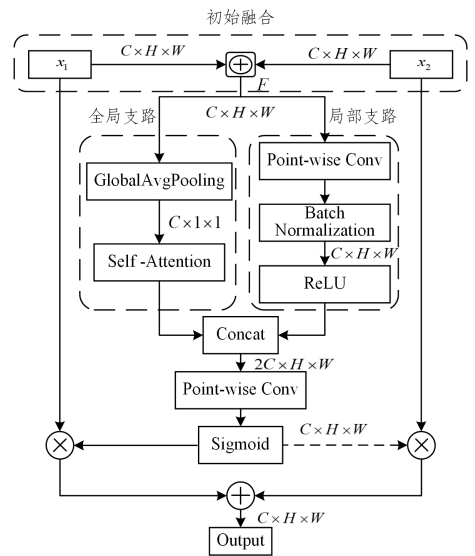 初始融合
x₁
C×H×W
C×H×W
x₂
F
C×H×W
全局支路
局部支路
GlobalAvgPooling
Point-wise Conv
C×1×1
Batch
Normalization
C×H×W
Self -Attention
ReLU
Concat
2C×H×W
Point-wise Conv
Sigmoid
C×H×W
C×H×W
Output